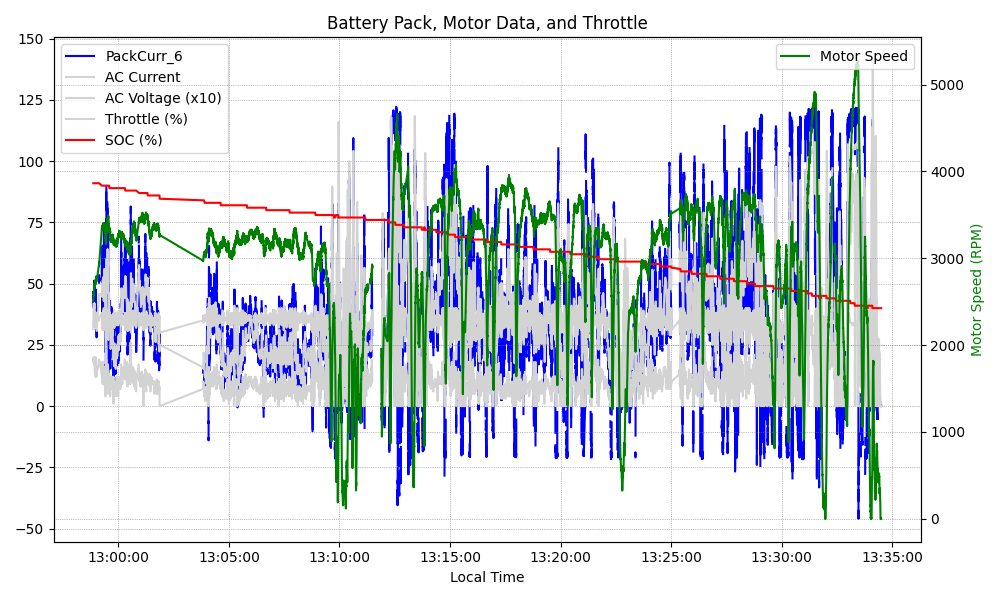 Battery Pack, Motor Data, and Throttle
PackCurr_6
AC Current
AC Voltage (x10)
Throttle (%)
SOC (%)
Motor Speed
150
125
100
75
50
25
0
−25
−50
5000
4000
3000
2000
1000
0
Motor Speed (RPM)
13:00:00 13:05:00 13:10:00 13:15:00 13:20:00 13:25:00 13:30:00 13:35:00
Local Time